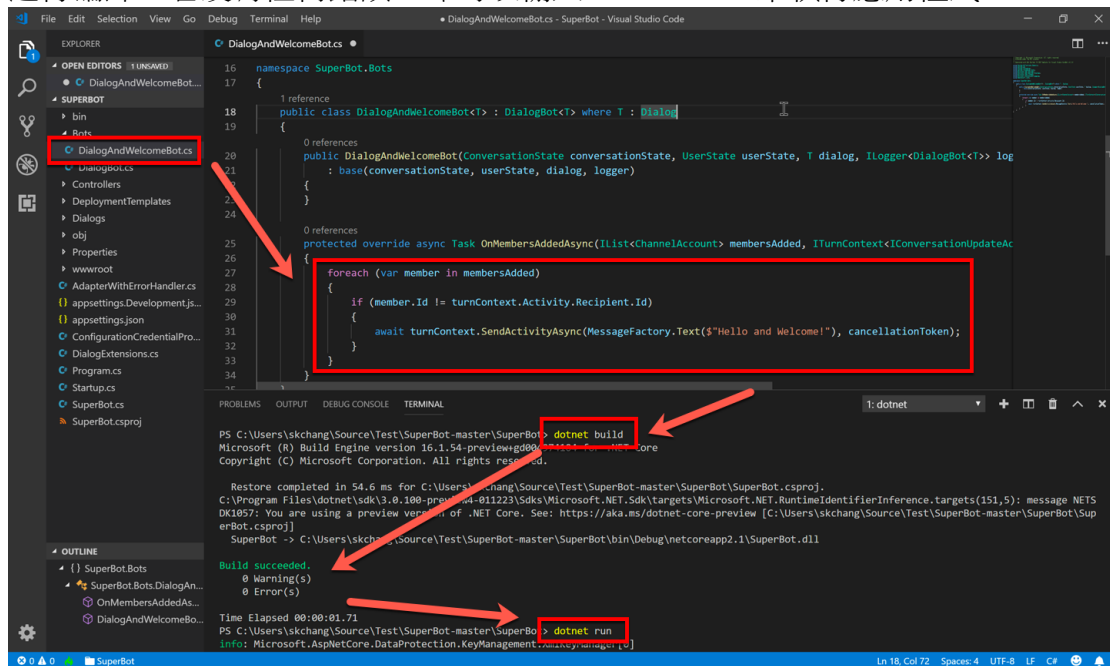 File Edit Selection View Go Debug Terminal Help
● DialogAndWelcomeBot.cs - SuperBot - Visual Studio Code
EXPLORER
OPEN EDITORS 1 UNSAVED
● DialogAndWelcomeBot....
SUPERBOT
bin
Bots
DialogAndWelcomeBot.cs
DialogBot.cs
Controllers
DeploymentTemplates
Dialogs
obj
Properties
wwwroot
AdapterWithErrorHandler.cs
{} appsettings.Development.js...
{} appsettings.json
ConfigurationCredentialPro...
DialogExtensions.cs
Program.cs
Startup.cs
SuperBot.cs
SuperBot.csproj
OUTLINE
{} SuperBot.Bots
SuperBot.Bots.DialogAn...
OnMembersAddedAs...
DialogAndWelcomeBo...
DialogAndWelcomeBot.cs ●
16 namespace SuperBot.Bots
17 {
1 reference
18 public class DialogAndWelcomeBot<T> : DialogBot<T> where T : Dialog
19 {
0 references
20 public DialogAndWelcomeBot(ConversationState conversationState, UserState userState, T dialog, ILogger<DialogBot<T>> log
21 : base(conversationState, userState, dialog, logger)
{
23 }
24
0 references
25 protected override async Task OnMembersAddedAsync(IList<ChannelAccount> membersAdded, ITurnContext<IConversationUpdateAc
26 {
27 foreach (var member in membersAdded)
28 {
29 if (member.Id != turnContext.Activity.Recipient.Id)
30 {
31 await turnContext.SendActivityAsync(MessageFactory.Text($"Hello and Welcome!"), cancellationToken);
32 }
33 }
34 }
35 }
PROBLEMS OUTPUT DEBUG CONSOLE TERMINAL
1: dotnet
PS C:\Users\skchang\Source\Test\SuperBot-master\SuperBot> dotnet build
Microsoft (R) Build Engine version 16.1.54-preview+ for .NET Core
Copyright (C) Microsoft Corporation. All rights reserved.
Restore completed in 54.6 ms for C:\Users\skchang\Source\Test\SuperBot-master\SuperBot\SuperBot.csproj.
C:\Program Files\dotnet\sdk\3.0.100-preview4-011223\Sdks\Microsoft.NET.Sdk\targets\Microsoft.NET.RuntimeIdentifierInference.targets(151,5): message NETS
DK1057: You are using a preview version of .NET Core. See: https://aka.ms/dotnet-core-preview [C:\Users\skchang\Source\Test\SuperBot-master\SuperBot\Sup
erBot.csproj]
SuperBot -> C:\Users\skchang\Source\Test\SuperBot-master\SuperBot\bin\Debug\netcoreapp2.1\SuperBot.dll
Build succeeded.
0 Warning(s)
0 Error(s)
Time Elapsed 00:00:01.71
PS C:\Users\skchang\Source\Test\SuperBot-master\SuperBot> dotnet run
info: Microsoft.AspNetCore.DataProtection.KeyManagement.XmlKeyManager[0]
0 0 SuperBot
Ln 18, Col 72 Spaces: 4 UTF-8 LF C#